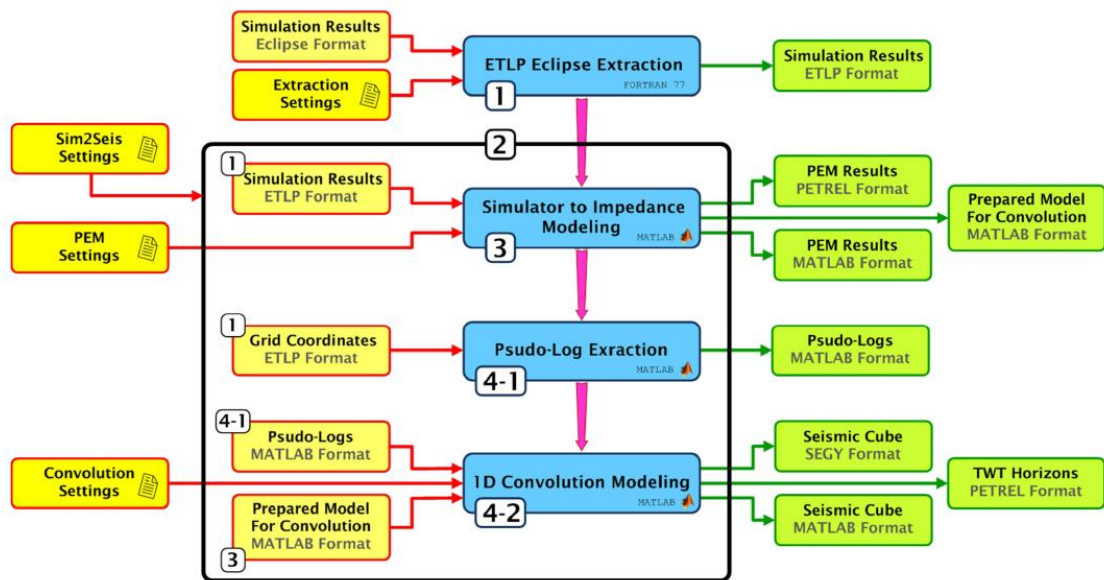 Simulation Results
Eclipse Format
Extraction
Settings
ETLP Eclipse Extraction
FORTRAN 77
1
Simulation Results
ETLP Format
Sim2Seis
Settings
2
1
Simulation Results
ETLP Format
PEM
Settings
Simulator to Impedance
Modeling
MATLAB
3
PEM Results
PETREL Format
Prepared Model
For Convolution
MATLAB Format
PEM Results
MATLAB Format
1
Grid Coordinates
ETLP Format
Psudo-Log Extraction
MATLAB
4-1
Psudo-Logs
MATLAB Format
4-1
Psudo-Logs
MATLAB Format
Convolution
Settings
Prepared Model
For Convolution
MATLAB Format
3
1D Convolution Modeling
MATLAB
4-2
Seismic Cube
SEGY Format
TWT Horizons
PETREL Format
Seismic Cube
MATLAB Format